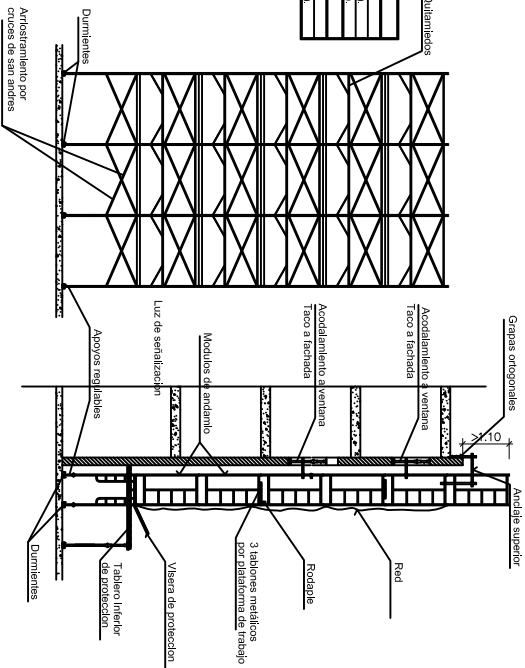 Quitamiedos
Durmientes
Arriostramiento por
cruces de san andres
Grapas ortogonales
Acodalamiento a ventana
Taco a fachada
Acodalamiento a ventana
Taco a fachada
Modulos de andamio
Luz de señalizacion
Apoyos regulables
>1.10
Anclaje superior
Red
Rodapie
3 tablones metálicos
por plataforma de trabajo
Visera de proteccion
Tablero Inferior
de proteccion
Durmientes